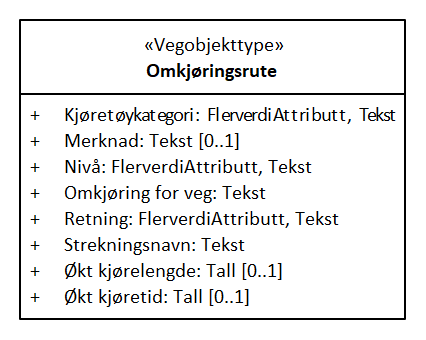 «Vegobjekttype»
Omkjøringsrute
+ Kjøretøykategori: FlerverdiAttributt, Tekst
+ Merknad: Tekst [0..1]
+ Nivå: FlerverdiAttributt, Tekst
+ Omkjøring for veg: Tekst
+ Retning: FlerverdiAttributt, Tekst
+ Strekningsnavn: Tekst
+ Økt kjørelengde: Tall [0..1]
+ Økt kjøretid: Tall [0..1]